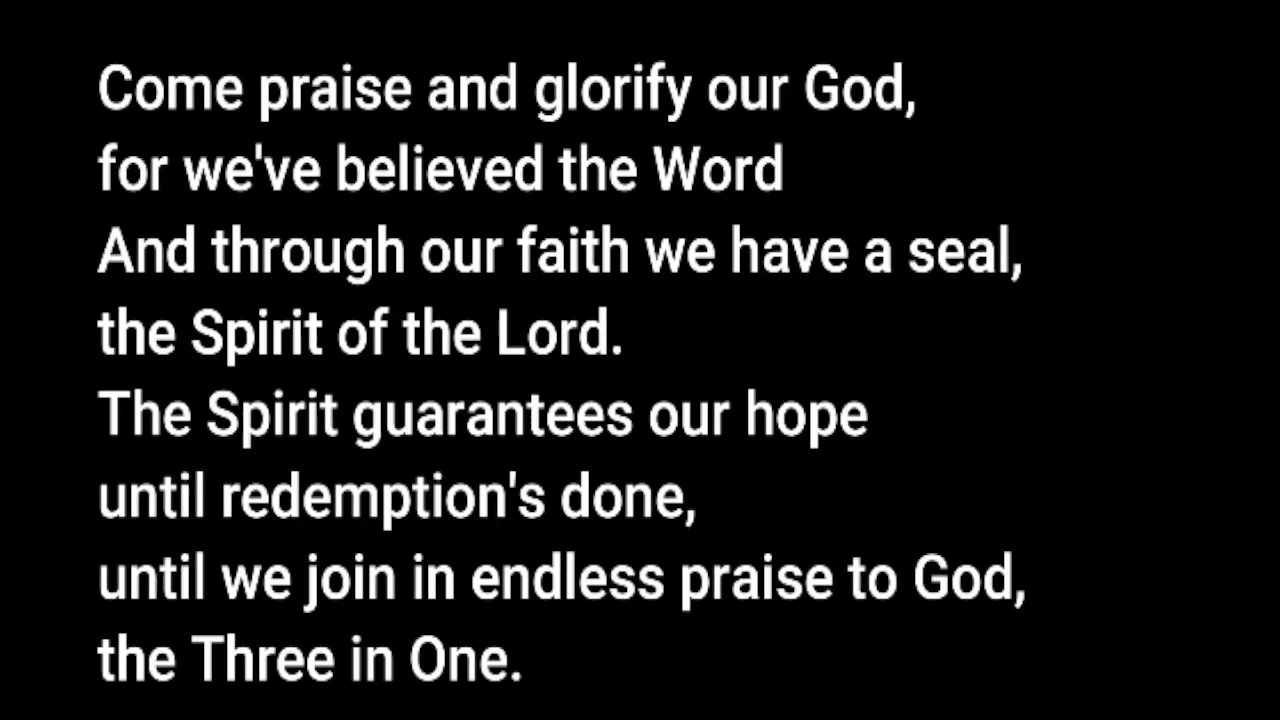 Come praise and glorify our God,
for we've believed the Word
And through our faith we have a seal,
the Spirit of the Lord.
The Spirit guarantees our hope
until redemption's done,
until we join in endless praise to God,
the Three in One.